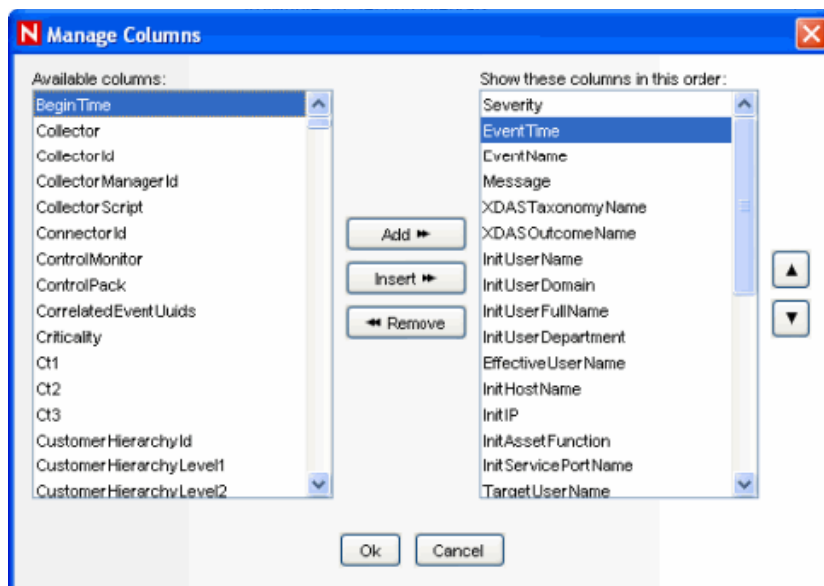 N Manage Columns
Available columns:
BeginTime
Collector
CollectorId
CollectorManagerId
CollectorScript
ConnectorId
ControlMonitor
ControlPack
CorrelatedEventUuids
Criticality
Ct1
Ct2
Ct3
CustomerHierarchyId
CustomerHierarchyLevel1
CustomerHierarchyLevel2
Add
Insert
Remove
Show these columns in this order:
Severity
EventTime
EventName
Message
XDASTaxonomyName
XDASOutcomeName
InitUserName
InitUserDomain
InitUserFullName
InitUserDepartment
EffectiveUserName
InitHostName
InitIP
InitAssetFunction
InitServicePortName
TargetUserName
Ok
Cancel